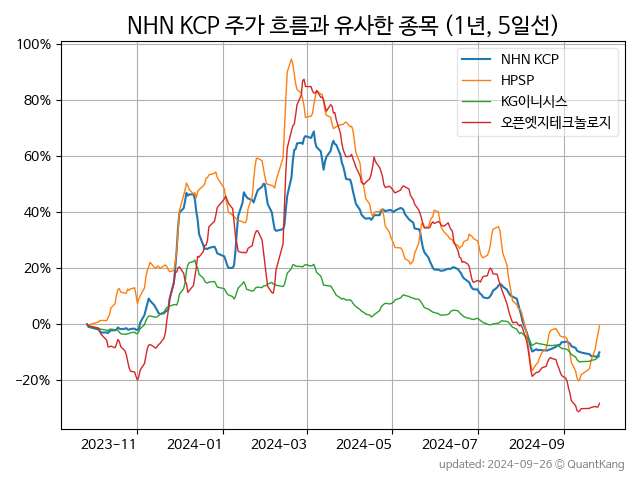 NHN KCP 주가 흐름과 유사한 종목 (1년, 5일선)
NHN KCP
HPSP
KG이니시스
오픈엣지테크놀로지
100%
80%
60%
40%
20%
0%
−20%
2023−11
2024−01
2024−03
2024−05
2024−07
2024−09
updated: 2024-09-26 © QuantKang